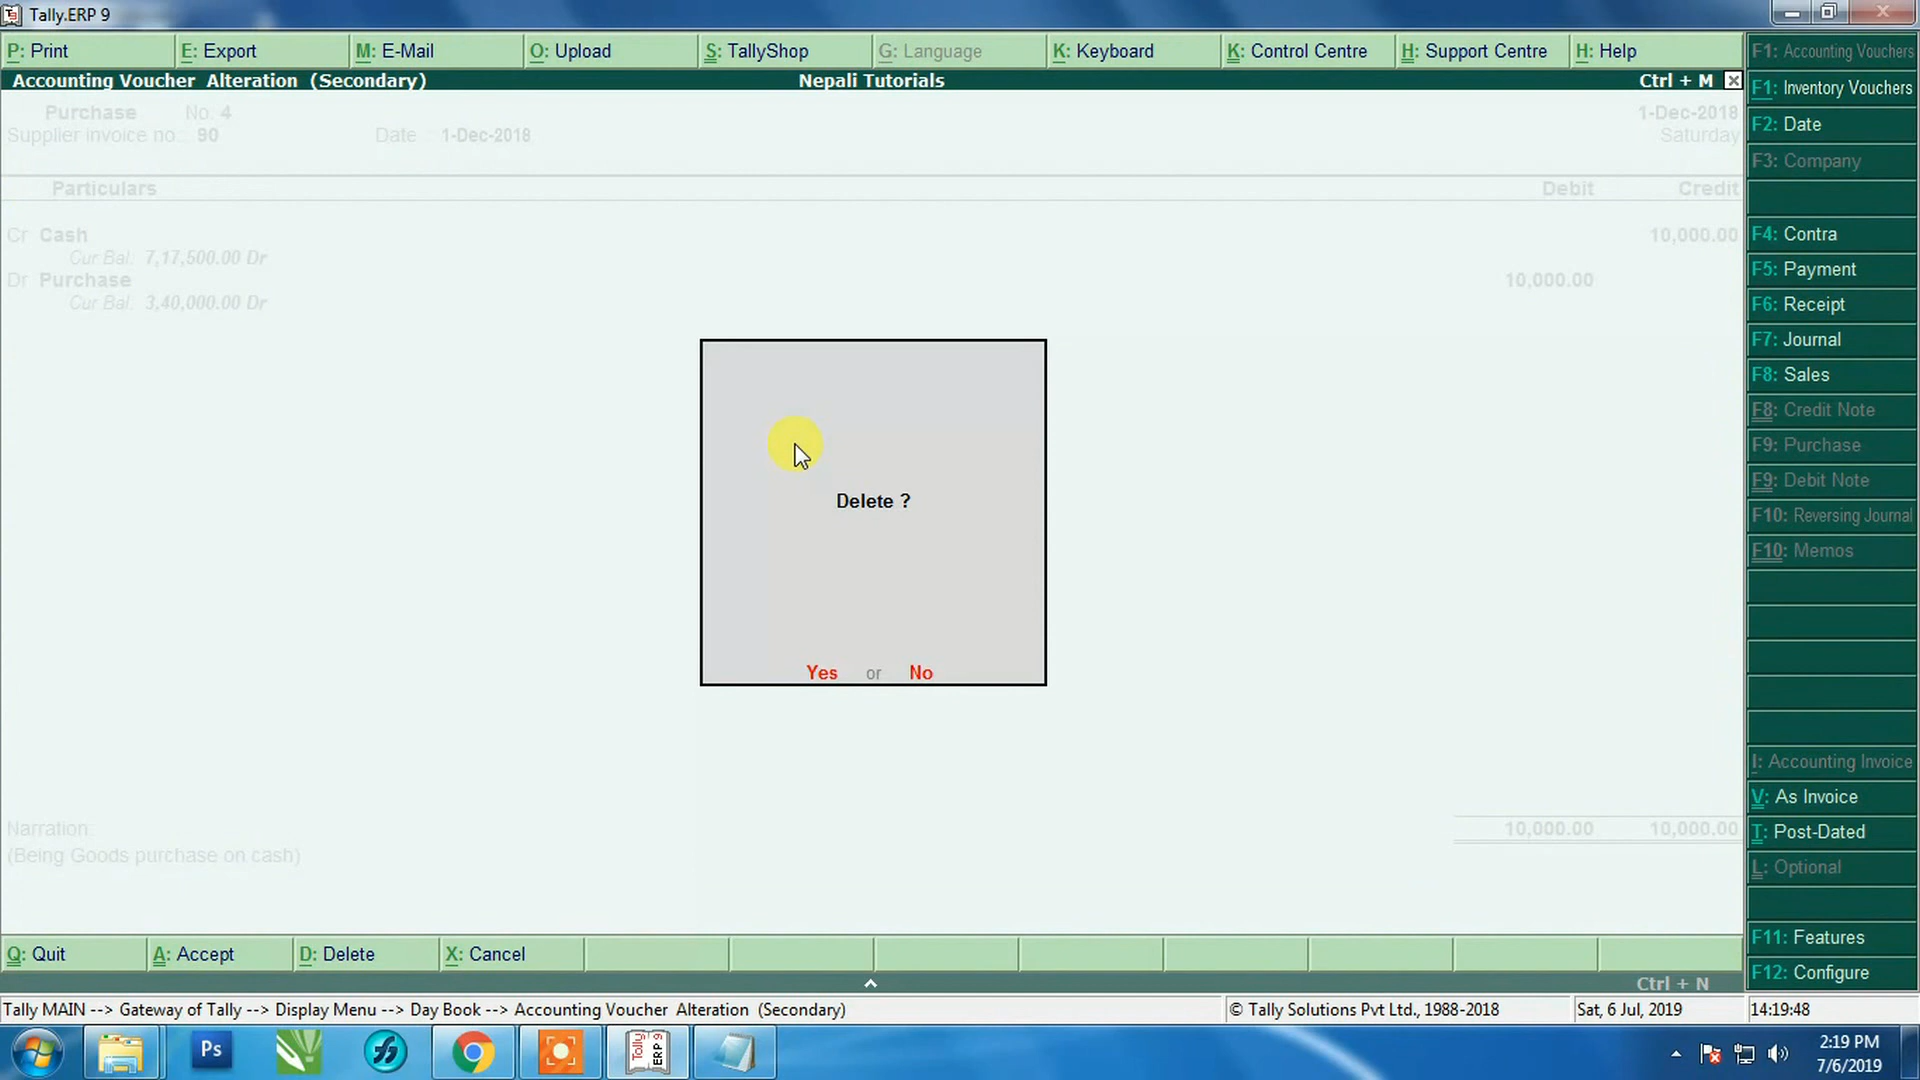 Tally.ERP 9
P: Print E: Export M: E-Mail O: Upload S: TallyShop G: Language K: Keyboard K: Control Centre H: Support Centre H: Help
Accounting Voucher Alteration (Secondary) Nepali Tutorials Ctrl + M
Purchase No. 4 1-Dec-2018
Supplier invoice no.: 90 Date : 1-Dec-2018 Saturday
Particulars Debit Credit
Cr Cash 10,000.00
Cur Bal: 7,17,500.00 Dr
Dr Purchase 10,000.00
Cur Bal: 3,40,000.00 Dr
Delete ?
Yes or No
Narration: 10,000.00 10,000.00
(Being Goods purchase on cash)
Q: Quit A: Accept D: Delete X: Cancel
Ctrl + N
F1: Accounting Vouchers
F1: Inventory Vouchers
F2: Date
F3: Company
F4: Contra
F5: Payment
F6: Receipt
F7: Journal
F8: Sales
F8: Credit Note
F9: Purchase
F9: Debit Note
F10: Reversing Journal
F10: Memos
I: Accounting Invoice
V: As Invoice
T: Post-Dated
L: Optional
F11: Features
F12: Configure
Tally MAIN --> Gateway of Tally --> Display Menu --> Day Book --> Accounting Voucher Alteration (Secondary) © Tally Solutions Pvt Ltd., 1988-2018 Sat, 6 Jul, 2019 14:19:48
Ps
Tally ERP 9
2:19 PM
7/6/2019